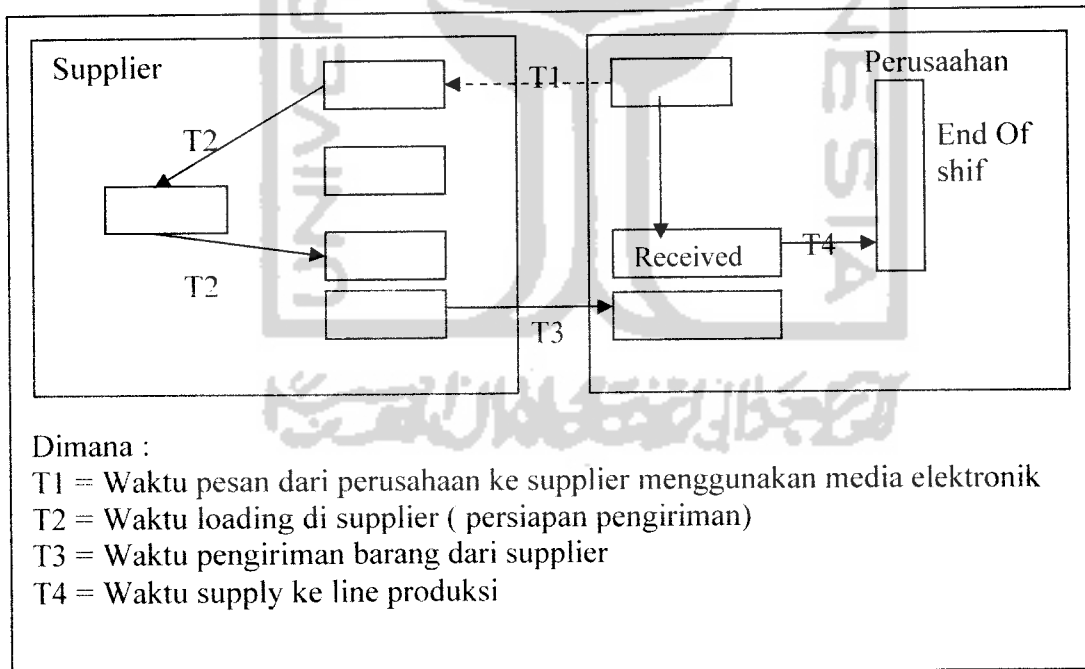 Supplier
T1
Perusaahan
T2
End Of
shif
Received
T4
T2
T3
Dimana :
T1 = Waktu pesan dari perusahaan ke supplier menggunakan media elektronik
T2 = Waktu loading di supplier ( persiapan pengiriman)
T3 = Waktu pengiriman barang dari supplier
T4 = Waktu supply ke line produksi